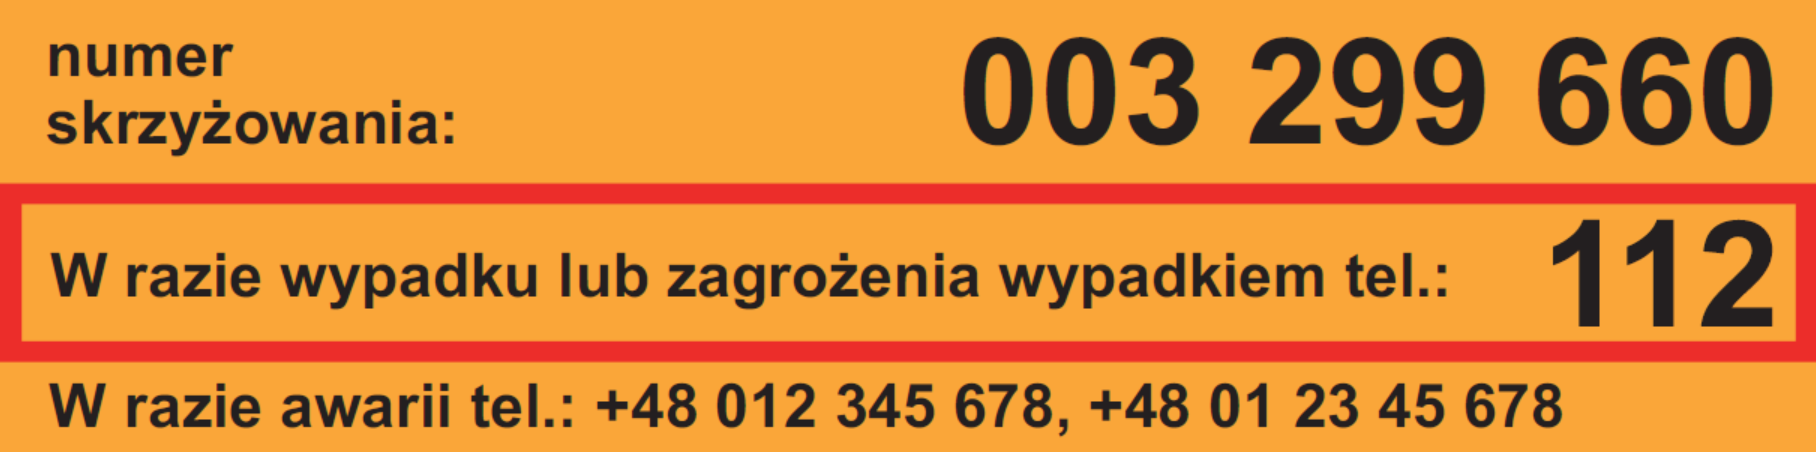 numer
skrzyżowania:
003 299 660
W razie wypadku lub zagrożenia wypadkiem tel.: 112
W razie awarii tel.: +48 012 345 678, +48 01 23 45 678